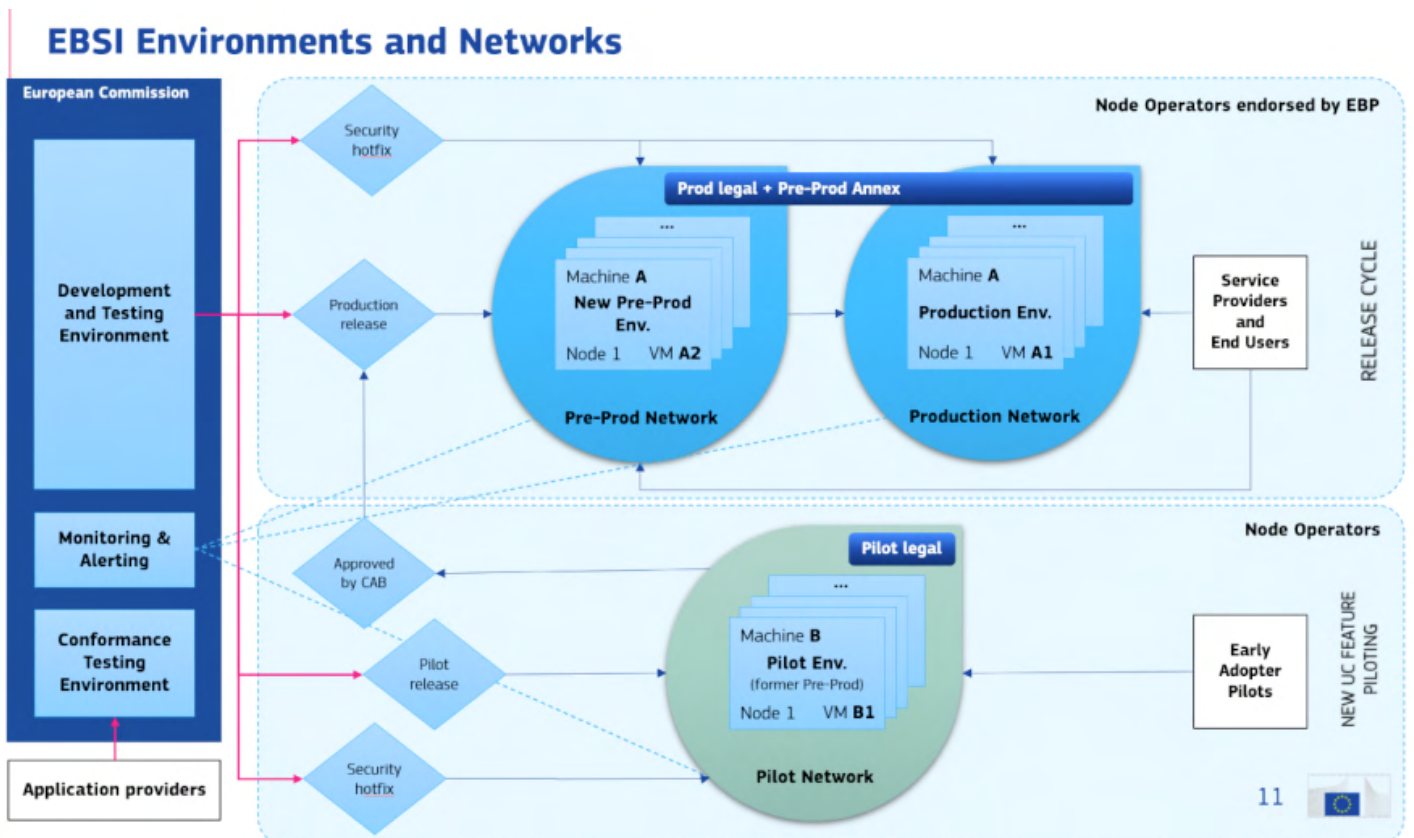 EBSI Environments and Networks
European Commission
Development
and Testing
Environment
Monitoring &
Alerting
Conformance
Testing
Environment
Application providers
Node Operators endorsed by EBP
Security
hotfix
Production
release
Prod legal + Pre-Prod Annex
...
Machine A
New Pre-Prod
Env.
Node 1 VM A2
Pre-Prod Network
...
Machine A
Production Env.
Node 1 VM A1
Production Network
Service
Providers
and
End Users
RELEASE CYCLE
Node Operators
Approved
by CAB
Pilot
release
Security
hotfix
Pilot legal
...
Machine B
Pilot Env.
(former Pre-Prod)
Node 1 VM B1
Pilot Network
Early
Adopter
Pilots
NEW UC FEATURE
PILOTING
11